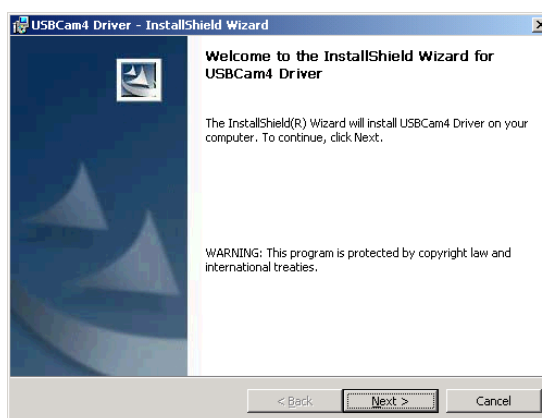 USBCam4 Driver - InstallShield Wizard
Welcome to the InstallShield Wizard for
USBCam4 Driver
The InstallShield(R) Wizard will install USBCam4 Driver on your
computer. To continue, click Next.
WARNING: This program is protected by copyright law and
international treaties.
< Back
Next >
Cancel